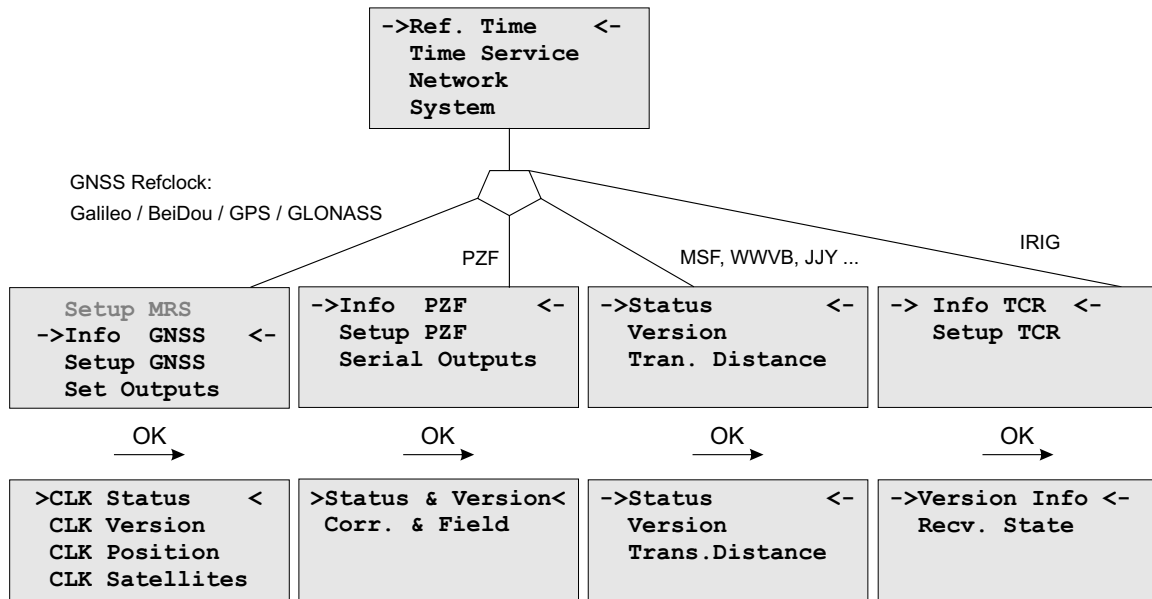 ->Ref. Time <-
Time Service
Network
System
GNSS Refclock:
Galileo / BeiDou / GPS / GLONASS
PZF
MSF, WWVB, JJY ...
IRIG
Setup MRS
->Info GNSS <-
Setup GNSS
Set Outputs
->Info PZF <-
Setup PZF
Serial Outputs
->Status <-
Version
Tran. Distance
-> Info TCR <-
Setup TCR
OK
OK
OK
OK
>CLK Status <
CLK Version
CLK Position
CLK Satellites
>Status & Version<
Corr. & Field
->Status <-
Version
Trans.Distance
->Version Info <-
Recv. State